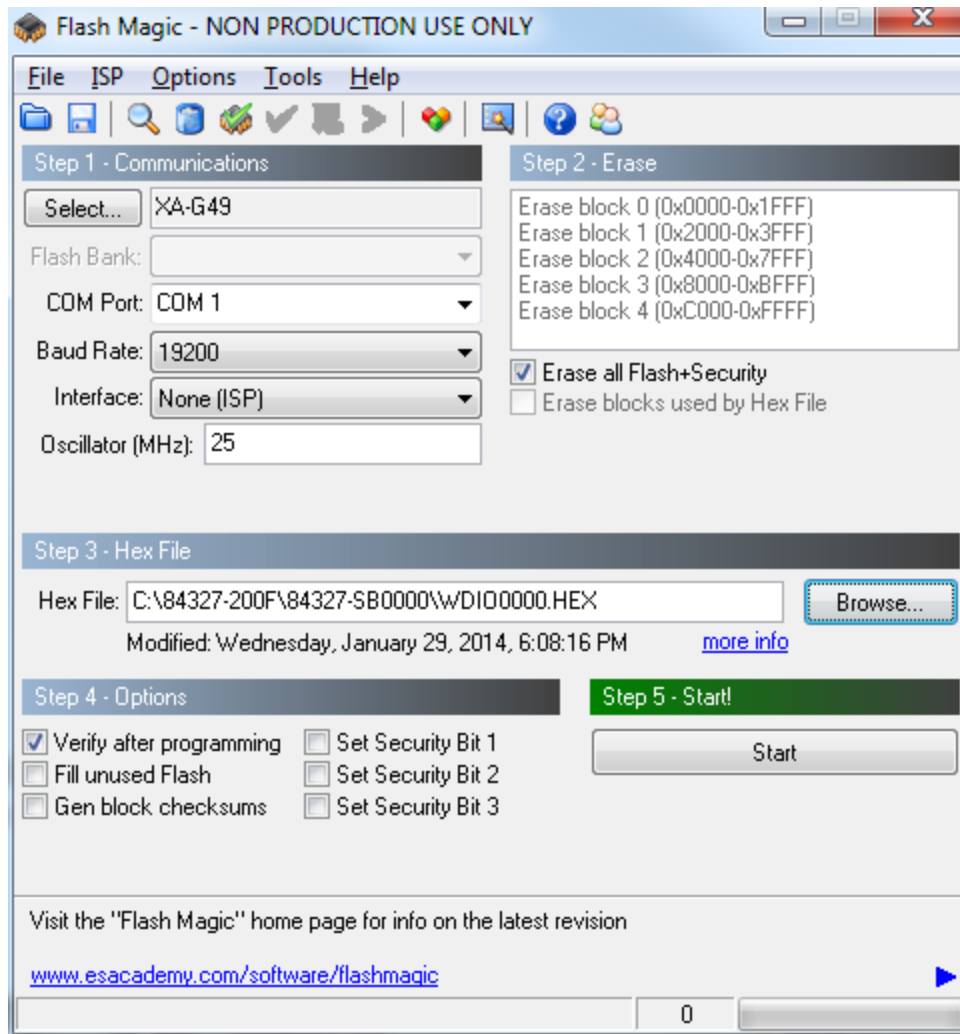 Flash Magic - NON PRODUCTION USE ONLY
File ISP Options Tools Help
Step 1 - Communications
Select... XA-G49
Flash Bank:
COM Port: COM 1
Baud Rate: 19200
Interface: None (ISP)
Oscillator (MHz): 25
Step 2 - Erase
Erase block 0 (0x0000-0x1FFF)
Erase block 1 (0x2000-0x3FFF)
Erase block 2 (0x4000-0x7FFF)
Erase block 3 (0x8000-0xBFFF)
Erase block 4 (0xC000-0xFFFF)
Erase all Flash+Security
Erase blocks used by Hex File
Step 3 - Hex File
Hex File: C:\84327-200F\84327-SB0000\WDIO0000.HEX Browse...
Modified: Wednesday, January 29, 2014, 6:08:16 PM more info
Step 4 - Options
Verify after programming Set Security Bit 1
Fill unused Flash Set Security Bit 2
Gen block checksums Set Security Bit 3
Step 5 - Start!
Start
Visit the "Flash Magic" home page for info on the latest revision
www.esacademy.com/software/flashmagic
0